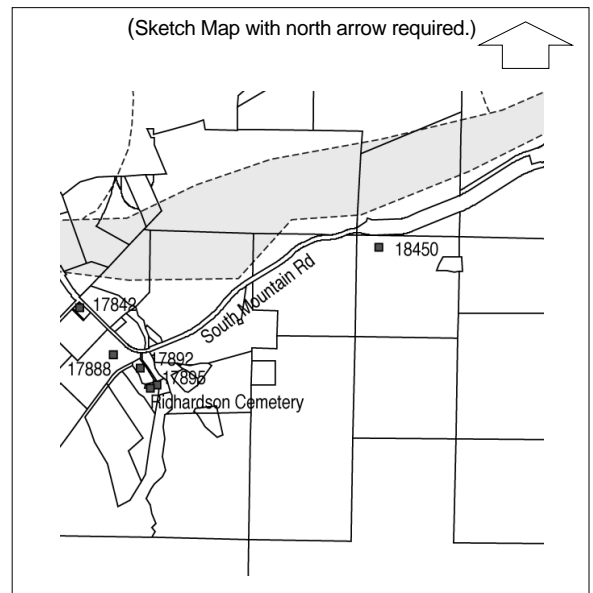 (Sketch Map with north arrow required.)
18450
South Mountain Rd
17842
17892
17888
17895
Richardson Cemetery